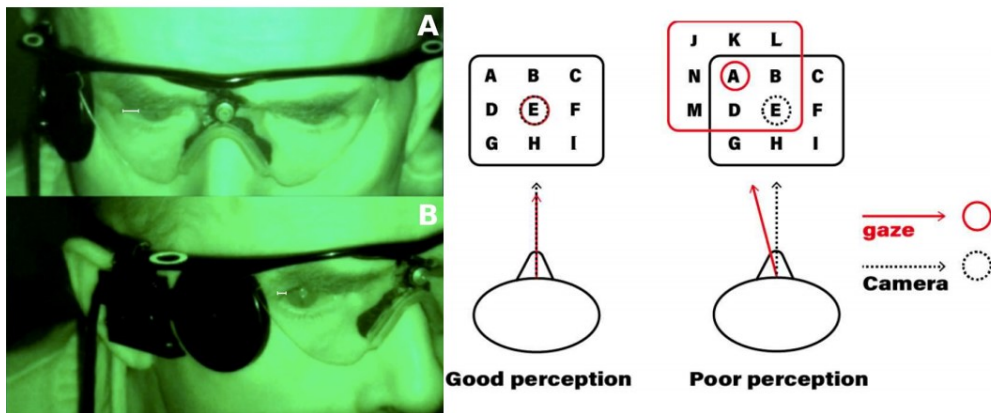 A
B
A B C
D E F
G H I
Good perception
J K L
N A B C
M D E F
G H I
Poor perception
gaze
Camera